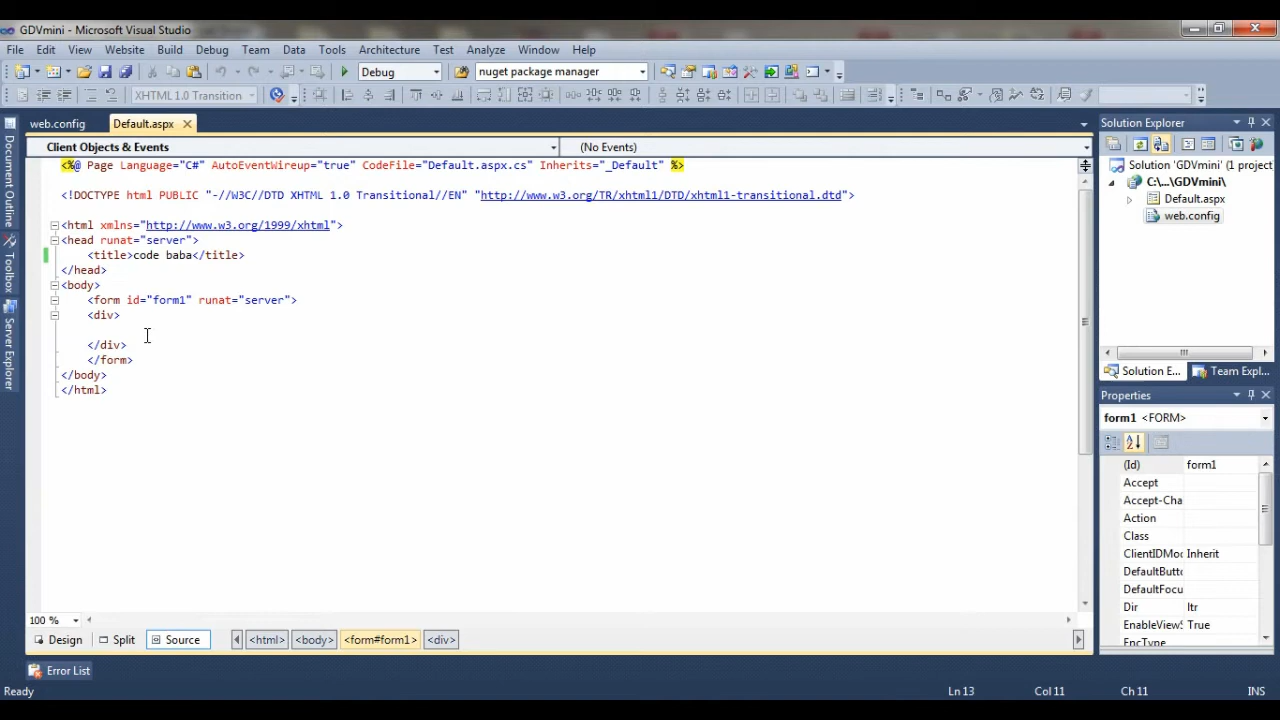 GDVmini - Microsoft Visual Studio
File Edit View Website Build Debug Team Data Tools Architecture Test Analyze Window Help
Debug nuget package manager
XHTML 1.0 Transition
web.config Default.aspx
Client Objects & Events (No Events)
<%@ Page Language="C#" AutoEventWireup="true" CodeFile="Default.aspx.cs" Inherits="_Default" %>
<!DOCTYPE html PUBLIC "-//W3C//DTD XHTML 1.0 Transitional//EN" "http://www.w3.org/TR/xhtml1/DTD/xhtml1-transitional.dtd">
<html xmlns="http://www.w3.org/1999/xhtml">
<head runat="server">
<title>code baba</title>
</head>
<body>
<form id="form1" runat="server">
<div>
</div>
</form>
</body>
</html>
100 %
Design Split Source <html> <body> <form#form1> <div>
Error List
Ready Ln 13 Col 11 Ch 11 INS
Document Outline
Toolbox
Server Explorer
Solution Explorer
Solution 'GDVmini' (1 project
C:\...\GDVmini\
Default.aspx
web.config
Solution E... Team Expl...
Properties
form1 <FORM>
(Id) form1
Accept
Accept-Cha
Action
Class
ClientIDMod Inherit
DefaultButto
DefaultFocu
Dir ltr
EnableViewS True
EncType